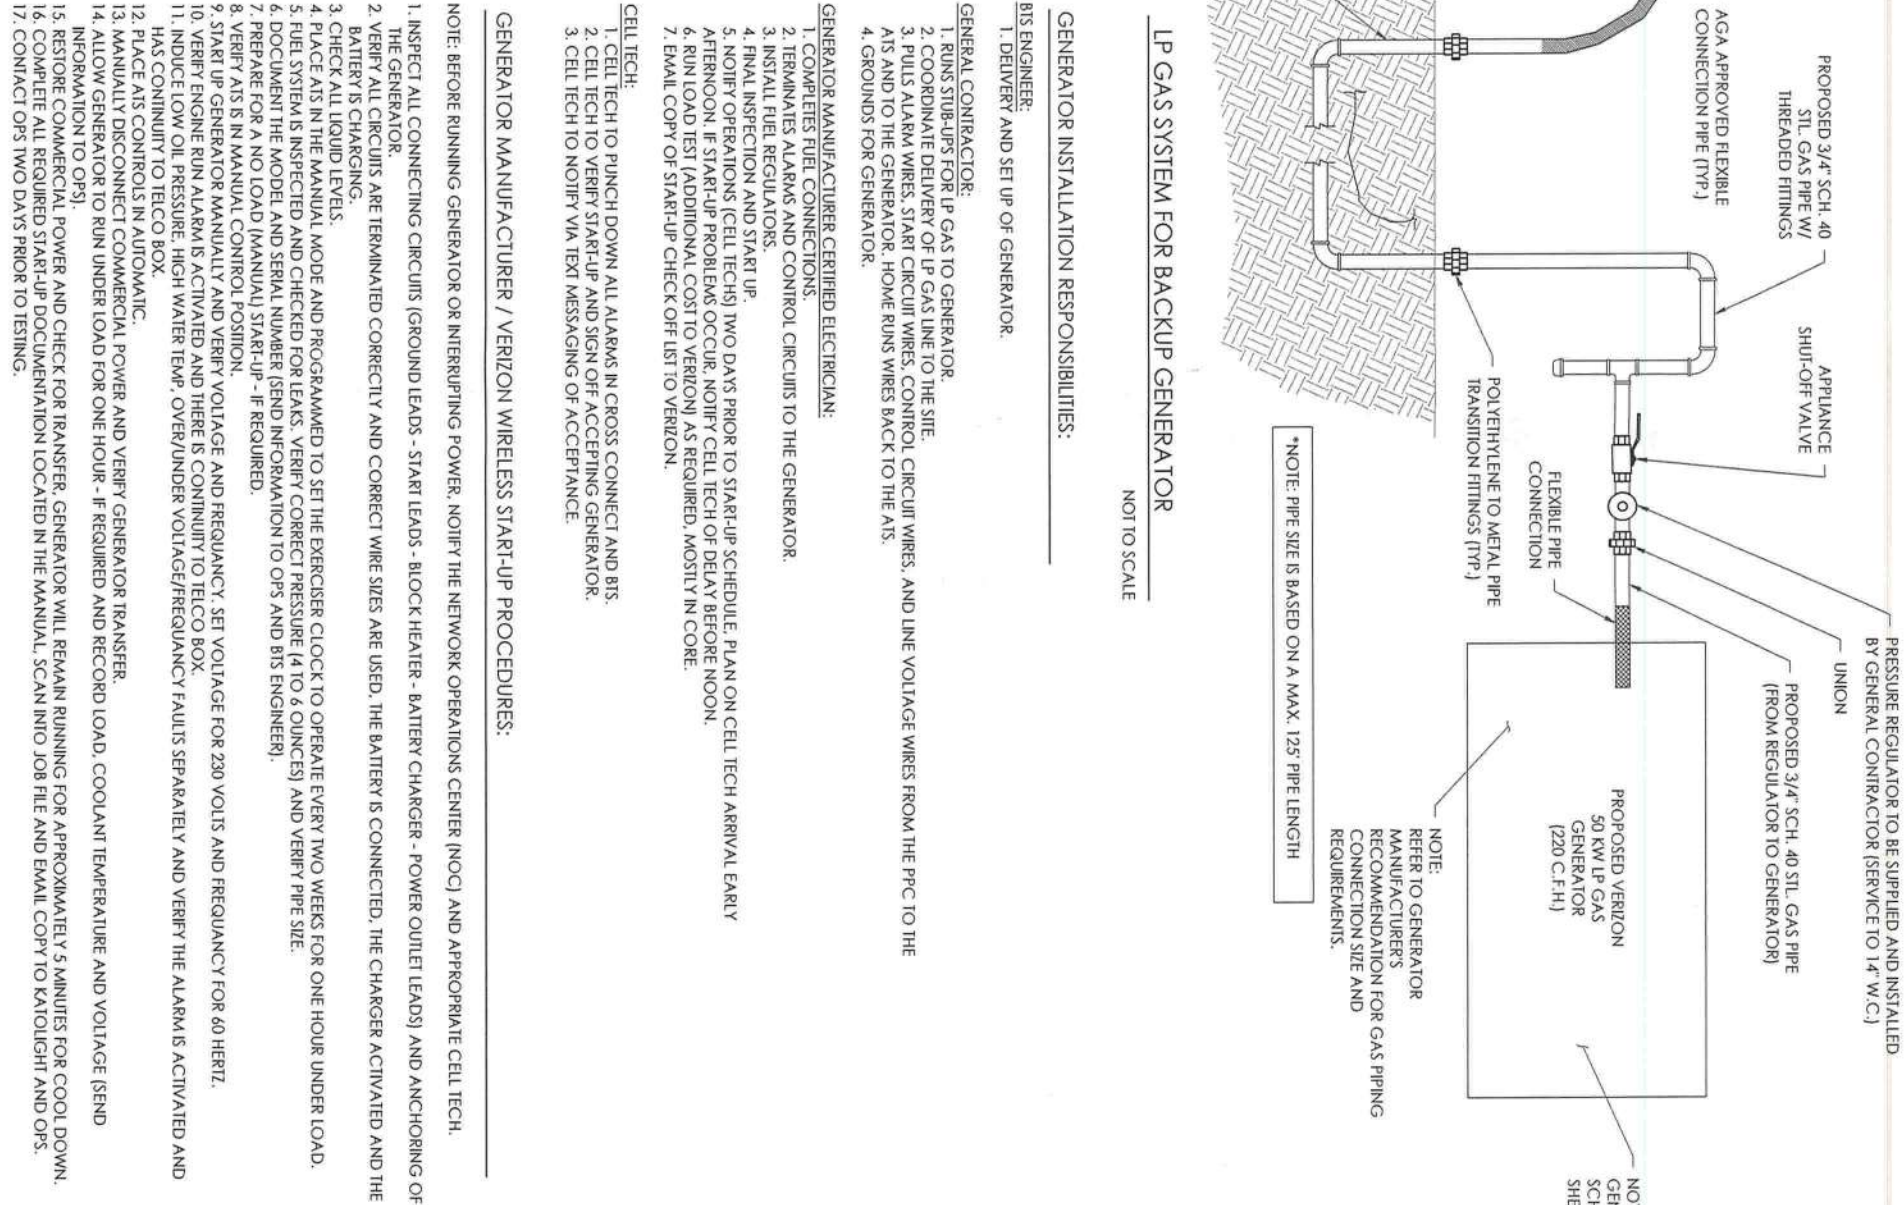 PRESSURE REGULATOR TO BE SUPPLIED AND INSTALLED
BY GENERAL CONTRACTOR (SERVICE TO 14" W.C.)
UNION
PROPOSED 3/4" SCH. 40 STL. GAS PIPE
(FROM REGULATOR TO GENERATOR)
PROPOSED 3/4" SCH. 40
STL. GAS PIPE W/
THREADED FITTINGS
APPLIANCE
SHUT-OFF VALVE
AGA APPROVED FLEXIBLE
CONNECTION PIPE (TYP.)
FLEXIBLE PIPE
CONNECTION
POLYETHYLENE TO METAL PIPE
TRANSITION FITTINGS (TYP.)
PROPOSED VERIZON
50 KW LP GAS
GENERATOR
(220 C.F.H.)
NO
GEN
SCH
SHE
NOTE:
REFER TO GENERATOR
MANUFACTURER'S
RECOMMENDATION FOR GAS PIPING
CONNECTION SIZE AND
REQUIREMENTS.
*NOTE: PIPE SIZE IS BASED ON A MAX. 125' PIPE LENGTH
LP GAS SYSTEM FOR BACKUP GENERATOR
NOT TO SCALE
GENERATOR INSTALLATION RESPONSIBILITIES:
BTS ENGINEER:
1. DELIVERY AND SET UP OF GENERATOR.
GENERAL CONTRACTOR:
1. RUNS STUB-UPS FOR LP GAS TO GENERATOR.
2. COORDINATE DELIVERY OF LP GAS LINE TO THE SITE.
3. PULLS ALARM WIRES, START CIRCUIT WIRES, CONTROL CIRCUIT WIRES, AND LINE VOLTAGE WIRES FROM THE PPC TO THE
ATS AND TO THE GENERATOR. HOME RUNS WIRES BACK TO THE ATS.
4. GROUNDS FOR GENERATOR.
GENERATOR MANUFACTURER CERTIFIED ELECTRICIAN:
1. COMPLETES FUEL CONNECTIONS.
2. TERMINATES ALARMS AND CONTROL CIRCUITS TO THE GENERATOR.
3. INSTALL FUEL REGULATORS.
4. FINAL INSPECTION AND START UP.
5. NOTIFY OPERATIONS (CELL TECHS) TWO DAYS PRIOR TO START-UP SCHEDULE. PLAN ON CELL TECH ARRIVAL EARLY
AFTERNOON. IF START-UP PROBLEMS OCCUR, NOTIFY CELL TECH OF DELAY BEFORE NOON.
6. RUN LOAD TEST (ADDITIONAL COST TO VERIZON) AS REQUIRED, MOSTLY IN CORE.
7. EMAIL COPY OF START-UP CHECK OFF LIST TO VERIZON.
CELL TECH:
1. CELL TECH TO PUNCH DOWN ALL ALARMS IN CROSS CONNECT AND BTS.
2. CELL TECH TO VERIFY START-UP AND SIGN OFF ACCEPTING GENERATOR.
3. CELL TECH TO NOTIFY VIA TEXT MESSAGING OF ACCEPTANCE.
GENERATOR MANUFACTURER / VERIZON WIRELESS START-UP PROCEDURES:
NOTE: BEFORE RUNNING GENERATOR OR INTERRUPTING POWER, NOTIFY THE NETWORK OPERATIONS CENTER (NOC) AND APPROPRIATE CELL TECH.
1. INSPECT ALL CONNECTING CIRCUITS (GROUND LEADS - START LEADS - BLOCK HEATER - BATTERY CHARGER - POWER OUTLET LEADS) AND ANCHORING OF
THE GENERATOR.
2. VERIFY ALL CIRCUITS ARE TERMINATED CORRECTLY AND CORRECT WIRE SIZES ARE USED. THE BATTERY IS CONNECTED, THE CHARGER ACTIVATED AND THE
BATTERY IS CHARGING.
3. CHECK ALL LIQUID LEVELS.
4. PLACE ATS IN THE MANUAL MODE AND PROGRAMMED TO SET THE EXERCISER CLOCK TO OPERATE EVERY TWO WEEKS FOR ONE HOUR UNDER LOAD.
5. FUEL SYSTEM IS INSPECTED AND CHECKED FOR LEAKS. VERIFY CORRECT PRESSURE (4 TO 6 OUNCES) AND VERIFY PIPE SIZE.
6. DOCUMENT THE MODEL AND SERIAL NUMBER (SEND INFORMATION TO OPS AND BTS ENGINEER).
7. PREPARE FOR A NO LOAD (MANUAL) START-UP - IF REQUIRED.
8. VERIFY ATS IS IN MANUAL CONTROL POSITION.
9. START UP GENERATOR MANUALLY AND VERIFY VOLTAGE AND FREQUANCY. SET VOLTAGE FOR 230 VOLTS AND FREQUANCY FOR 60 HERTZ.
10. VERIFY ENGINE RUN ALARM IS ACTIVATED AND THERE IS CONTINUITY TO TELCO BOX.
11. INDUCE LOW OIL PRESSURE, HIGH WATER TEMP, OVER/UNDER VOLTAGE/FREQUANCY FAULTS SEPARATELY AND VERIFY THE ALARM IS ACTIVATED AND
HAS CONTINUITY TO TELCO BOX.
12. PLACE ATS CONTROLS IN AUTOMATIC.
13. MANUALLY DISCONNECT COMMERCIAL POWER AND VERIFY GENERATOR TRANSFER.
14. ALLOW GENERATOR TO RUN UNDER LOAD FOR ONE HOUR - IF REQUIRED AND RECORD LOAD, COOLANT TEMPERATURE AND VOLTAGE (SEND
INFORMATION TO OPS).
15. RESTORE COMMERCIAL POWER AND CHECK FOR TRANSFER, GENERATOR WILL REMAIN RUNNING FOR APPROXIMATELY 5 MINUTES FOR COOL DOWN.
16. COMPLETE ALL REQUIRED START-UP DOCUMENTATION LOCATED IN THE MANUAL, SCAN INTO JOB FILE AND EMAIL COPY TO KATOLIGHT AND OPS.
17. CONTACT OPS TWO DAYS PRIOR TO TESTING.